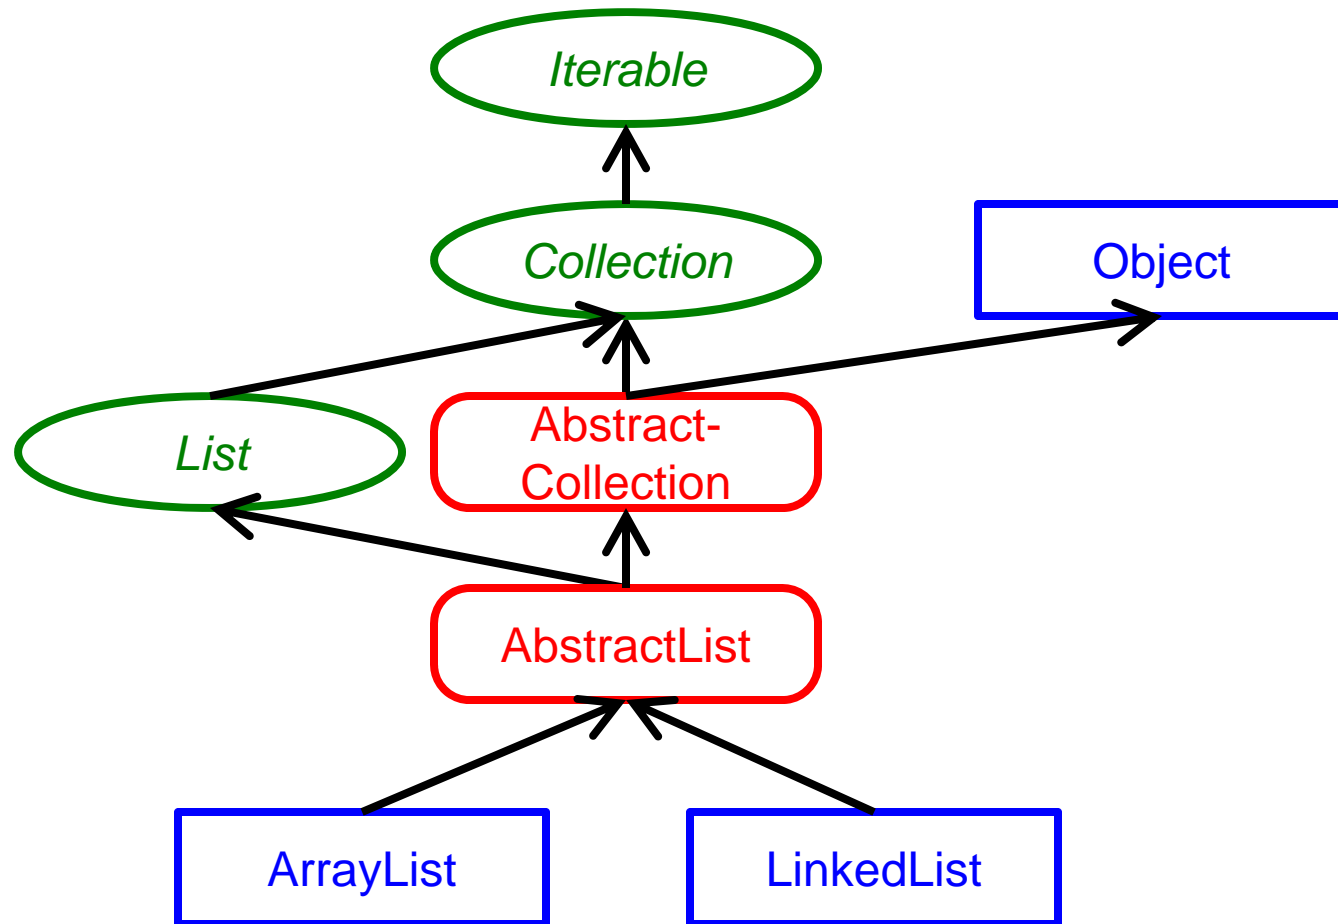 Iterable
Collection
Object
List
Abstract-
Collection
AbstractList
ArrayList
LinkedList